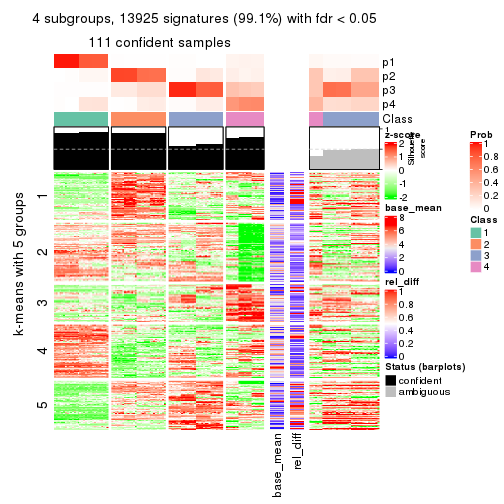 4 subgroups, 13925 signatures (99.1%) with fdr < 0.05
111 confident samples
p1
p2
p3
p4
Class
1
Silhouette score
k-means with 5 groups
1
2
3
4
5
base_mean
rel_diff
z-score
2
1
0
-1
-2
base_mean
8
6
4
2
0
rel_diff
1
0.8
0.6
0.4
0.2
0
Status (barplots)
confident
ambiguous
Prob
1
0.8
0.6
0.4
0.2
0
Class
1
2
3
4